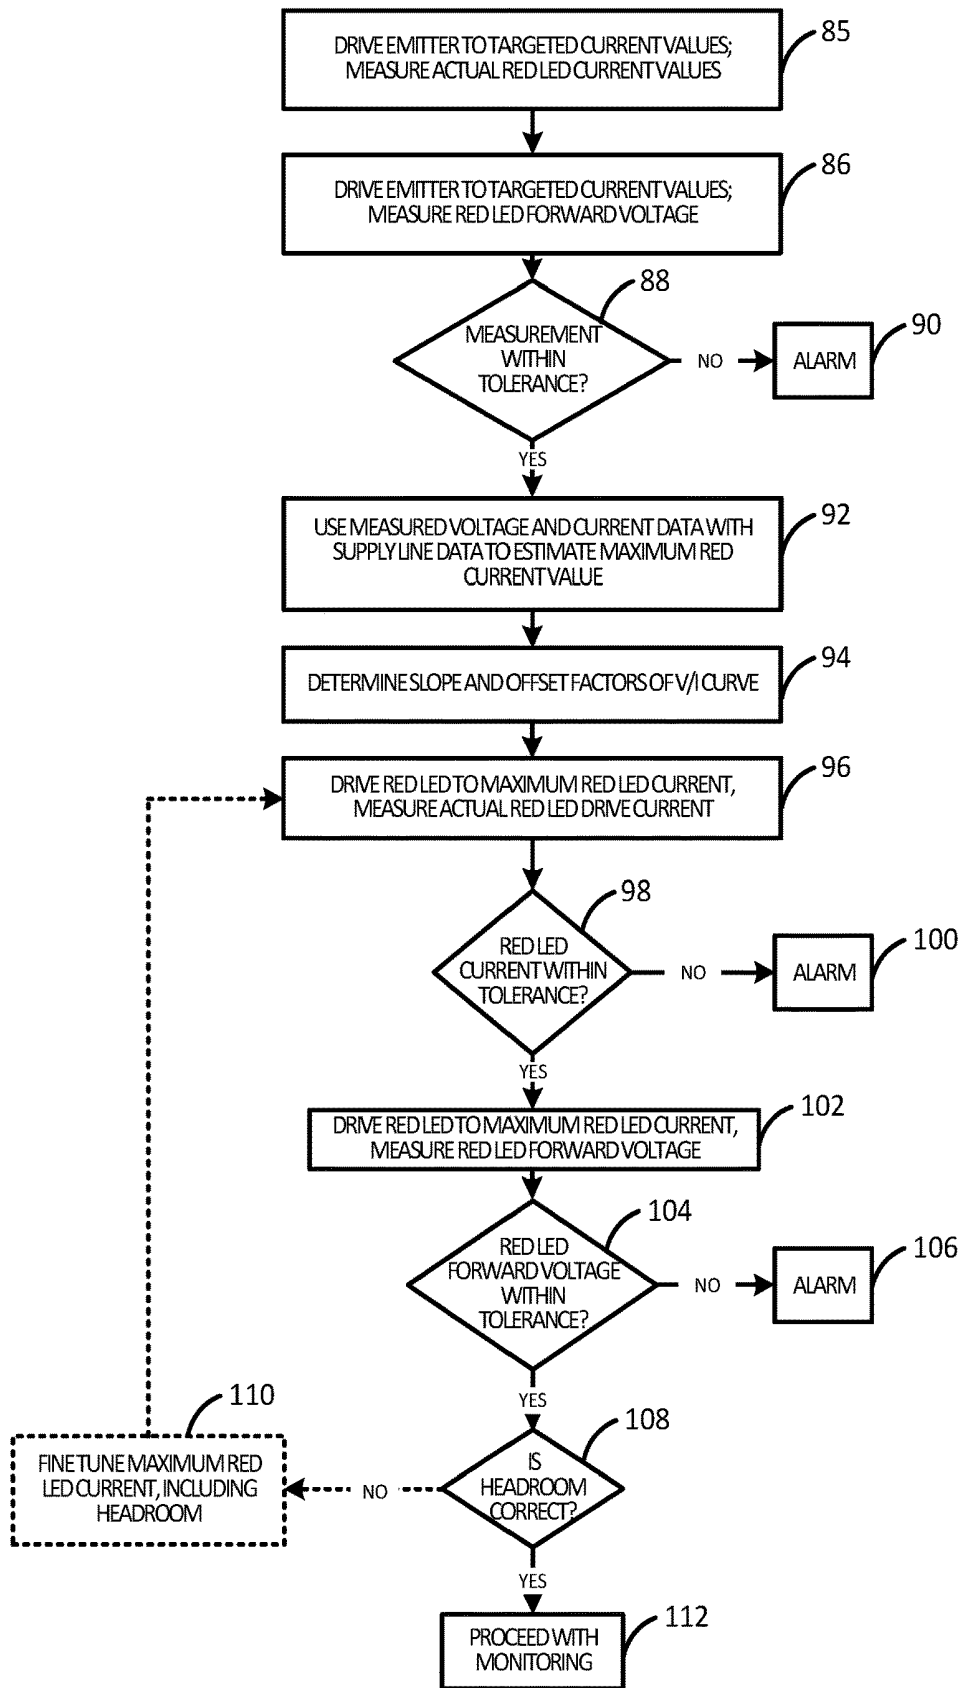 DRIVE EMITTER TO TARGETED CURRENT VALUES;
MEASURE ACTUAL RED LED CURRENT VALUES
85
DRIVE EMITTER TO TARGETED CURRENT VALUES;
MEASURE RED LED FORWARD VOLTAGE
86
88
MEASUREMENT
WITHIN
TOLERANCE?
NO
ALARM
90
YES
USE MEASURED VOLTAGE AND CURRENT DATA WITH
SUPPLY LINE DATA TO ESTIMATE MAXIMUM RED
CURRENT VALUE
92
DETERMINE SLOPE AND OFFSET FACTORS OF V/I CURVE
94
DRIVE RED LED TO MAXIMUM RED LED CURRENT,
MEASURE ACTUAL RED LED DRIVE CURRENT
96
98
RED LED
CURRENT WITHIN
TOLERANCE?
NO
ALARM
100
YES
DRIVE RED LED TO MAXIMUM RED LED CURRENT,
MEASURE RED LED FORWARD VOLTAGE
102
104
RED LED
FORWARD VOLTAGE
WITHIN
TOLERANCE?
NO
ALARM
106
YES
108
IS
HEADROOM
CORRECT?
NO
110
FINE TUNE MAXIMUM RED
LED CURRENT, INCLUDING
HEADROOM
YES
PROCEED WITH
MONITORING
112